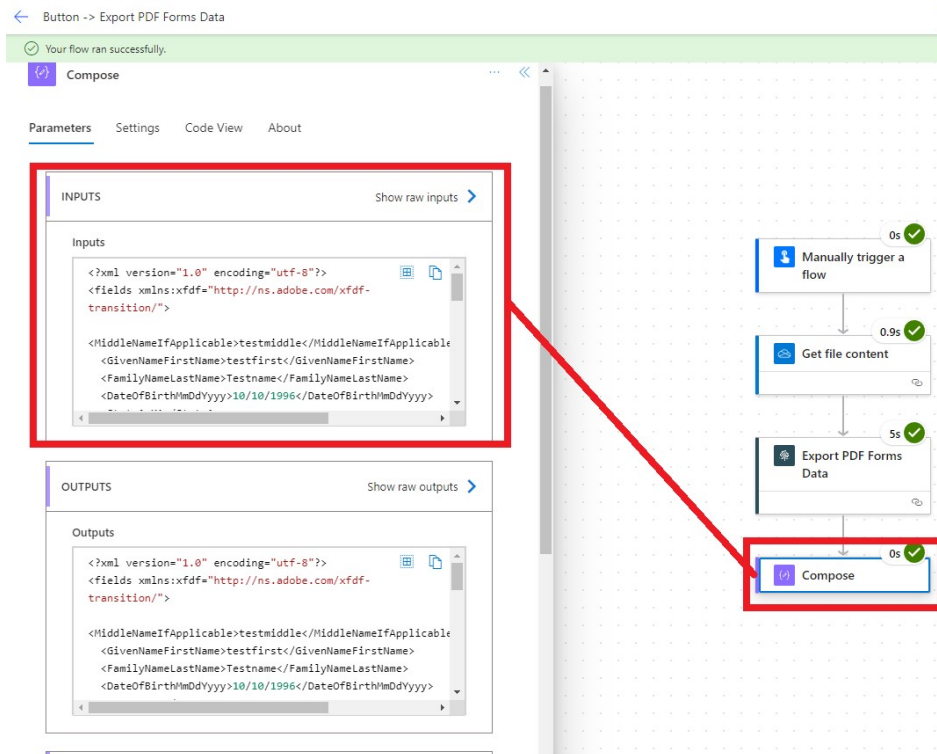 Button -> Export PDF Forms Data
Your flow ran successfully.
Compose
Parameters Settings Code View About
INPUTS Show raw inputs
Inputs
<?xml version="1.0" encoding="utf-8"?>
<fields xmlns:xfdf="http://ns.adobe.com/xfdf-
transition/">
<MiddleNameIfApplicable>testmiddle</MiddleNameIfApplicable
<GivenNameFirstName>testfirst</GivenNameFirstName>
<FamilyNameLastName>Testname</FamilyNameLastName>
<DateOfBirthMmDdYyyy>10/10/1996</DateOfBirthMmDdYyyy>
OUTPUTS Show raw outputs
Outputs
<?xml version="1.0" encoding="utf-8"?>
<fields xmlns:xfdf="http://ns.adobe.com/xfdf-
transition/">
<MiddleNameIfApplicable>testmiddle</MiddleNameIfApplicable
<GivenNameFirstName>testfirst</GivenNameFirstName>
<FamilyNameLastName>Testname</FamilyNameLastName>
<DateOfBirthMmDdYyyy>10/10/1996</DateOfBirthMmDdYyyy>
0s
Manually trigger a
flow
0.9s
Get file content
5s
Export PDF Forms
Data
0s
Compose